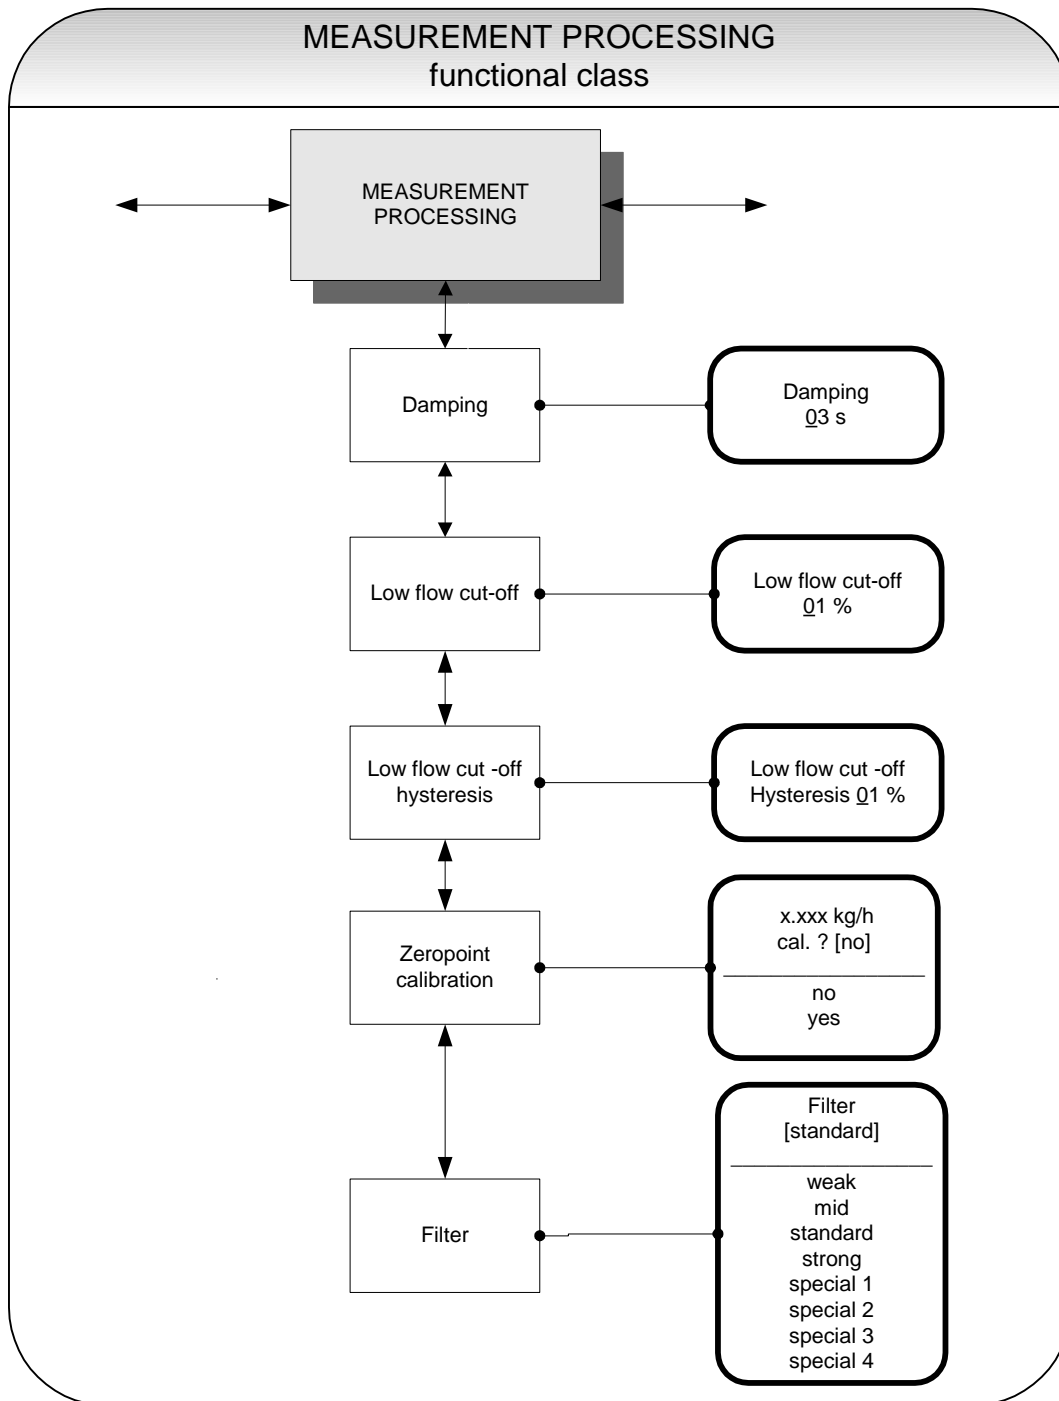 MEASUREMENT PROCESSING
functional class
MEASUREMENT
PROCESSING
Damping
Damping
03 s
Low flow cut-off
Low flow cut-off
01 %
Low flow cut -off
hysteresis
Low flow cut -off
Hysteresis 01 %
Zeropoint
calibration
x.xxx kg/h
cal. ? [no]
no
yes
Filter
Filter
[standard]
weak
mid
standard
strong
special 1
special 2
special 3
special 4